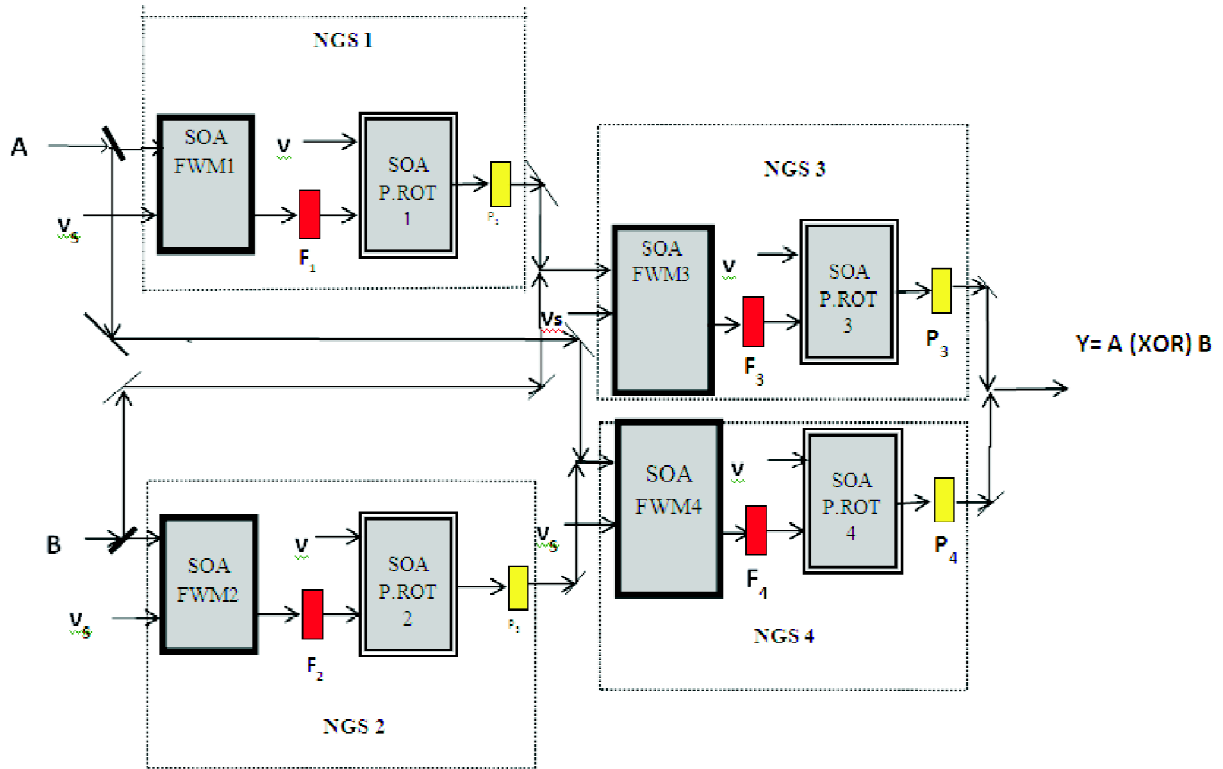 NGS 1
A
SOA
FWM1
V
SOA
P.ROT
1
Vs
F1
NGS 3
SOA
FWM3
V
SOA
P.ROT
3
Vs
F3
P3
Y= A (XOR) B
B
SOA
FWM2
V
SOA
P.ROT
2
Vs
F2
NGS 2
SOA
FWM4
V
SOA
P.ROT
4
Vs
F4
P4
NGS 4